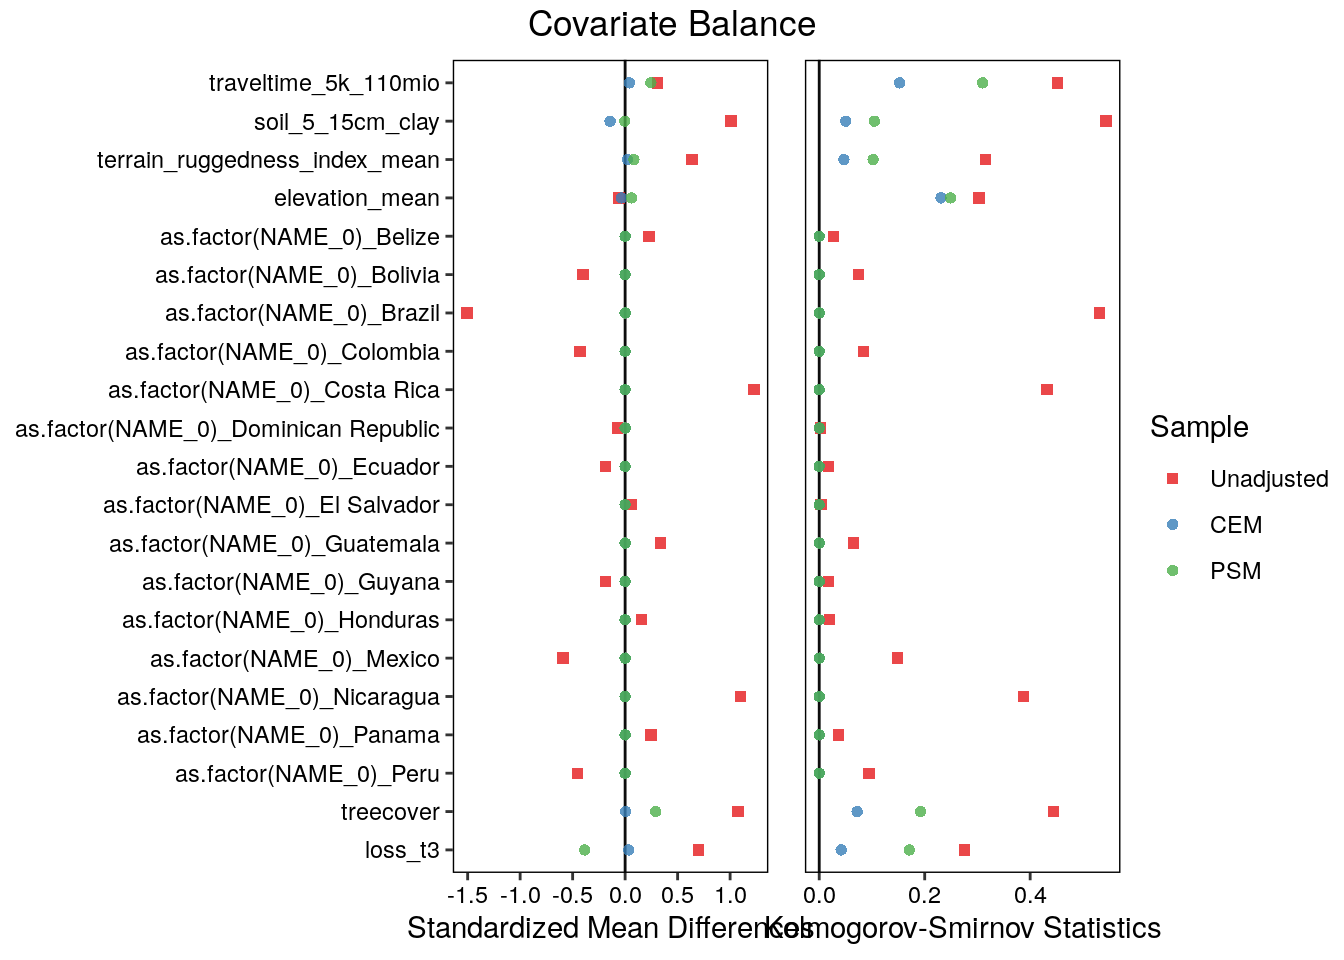 Covariate Balance
traveltime_5k_110mio
soil_5_15cm_clay
terrain_ruggedness_index_mean
elevation_mean
as.factor(NAME_0)_Belize
as.factor(NAME_0)_Bolivia
as.factor(NAME_0)_Brazil
as.factor(NAME_0)_Colombia
as.factor(NAME_0)_Costa Rica
as.factor(NAME_0)_Dominican Republic
as.factor(NAME_0)_Ecuador
as.factor(NAME_0)_El Salvador
as.factor(NAME_0)_Guatemala
as.factor(NAME_0)_Guyana
as.factor(NAME_0)_Honduras
as.factor(NAME_0)_Mexico
as.factor(NAME_0)_Nicaragua
as.factor(NAME_0)_Panama
as.factor(NAME_0)_Peru
treecover
loss_t3
-1.5 -1.0 -0.5 0.0 0.5 1.0
Standardized Mean Differences
0.0 0.2 0.4
Kolmogorov-Smirnov Statistics
Sample
Unadjusted
CEM
PSM